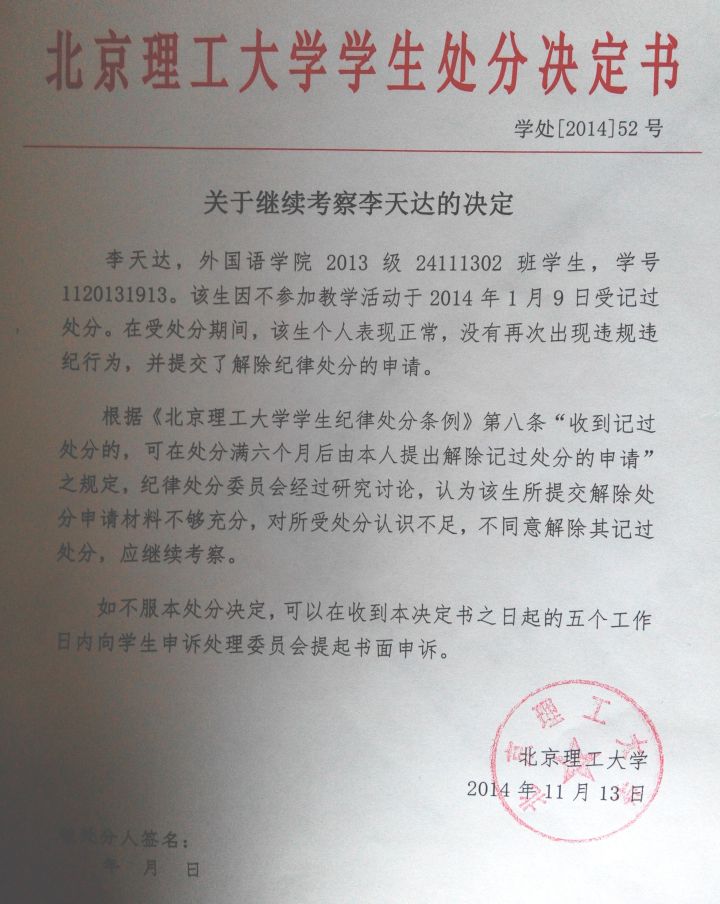 北京理工大学学生处分决定书
学处[2014]52 号
关于继续考察李天达的决定
李天达，外国语学院 2013 级 24111302 班学生，学号
1120131913。该生因不参加教学活动于 2014 年 1 月 9 日受记过
处分。在受处分期间，该生个人表现正常，没有再次出现违规违
纪行为，并提交了解除纪律处分的申请。
根据《北京理工大学学生纪律处分条例》第八条“收到记过
处分的，可在处分满六个月后由本人提出解除记过处分的申请”
之规定，纪律处分委员会经过研究讨论，认为该生所提交解除处
分申请材料不够充分，对所受处分认识不足，不同意解除其记过
处分，应继续考察。
如不服本处分决定，可以在收到本决定书之日起的五个工作
日内向学生申诉处理委员会提起书面申诉。
北京理工大学
北京理工大学
2014 年 11 月 13 日
被处分人签名：
年 月 日